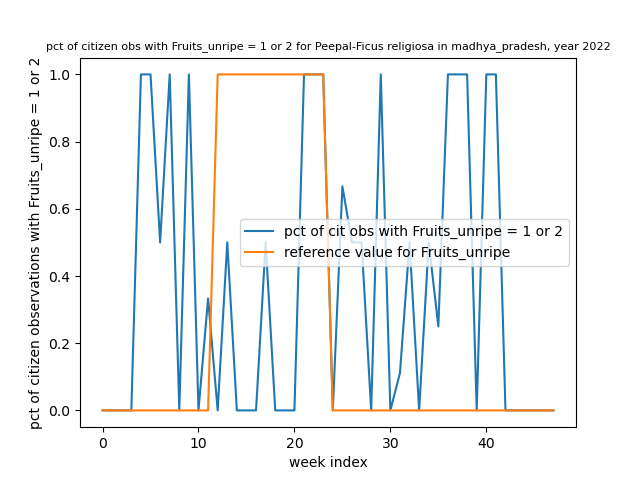 pct of citizen obs with Fruits_unripe = 1 or 2 for Peepal-Ficus religiosa in madhya_pradesh, year 2022
pct of citizen observations with Fruits_unripe = 1 or 2
1.0
0.8
0.6
0.4
0.2
0.0
pct of cit obs with Fruits_unripe = 1 or 2
reference value for Fruits_unripe
0
10
20
30
40
week index